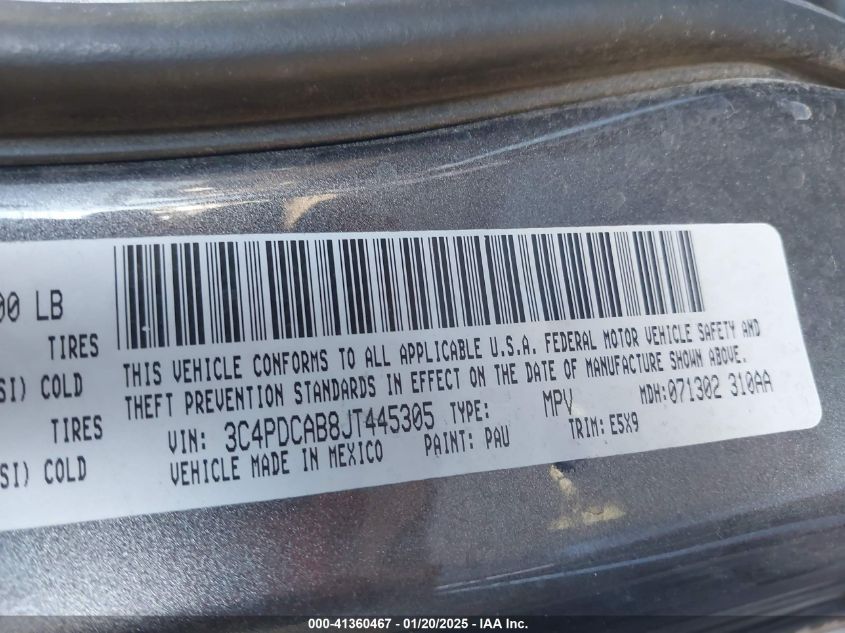 00 LB
TIRES
SI) COLD
TIRES
SI) COLD
THIS VEHICLE CONFORMS TO ALL APPLICABLE U.S.A. FEDERAL MOTOR VEHICLE SAFETY AND
THEFT PREVENTION STANDARDS IN EFFECT ON THE DATE OF MANUFACTURE SHOWN ABOVE.
VIN: 3C4PDCAB8JT445305 TYPE: MPV MDH:071302 310AA
VEHICLE MADE IN MEXICO PAINT: PAU TRIM: E5X9
000-41360467 - 01/20/2025 - IAA Inc.